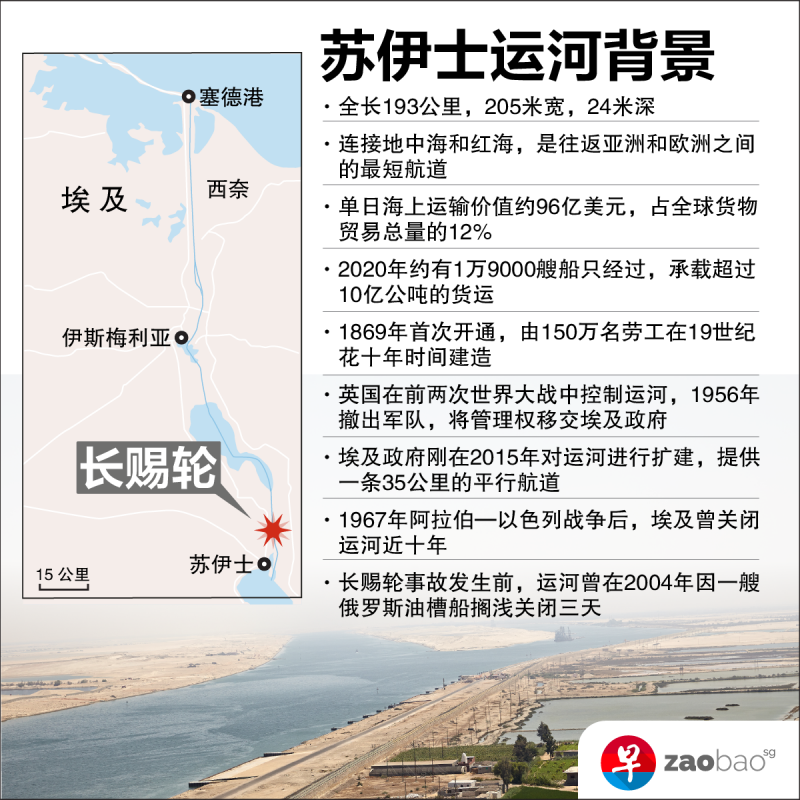 苏伊士运河背景
塞德港
埃及
西奈
伊斯梅利亚
长赐轮
苏伊士
15 公里
· 全长193公里，205米宽，24米深
· 连接地中海和红海，是往返亚洲和欧洲之间
的最短航道
· 单日海上运输价值约96亿美元，占全球货物
贸易总量的12%
· 2020年约有1万9000艘船只经过，承载超过
10亿公吨的货运
· 1869年首次开通，由150万名劳工在19世纪
花十年时间建造
· 英国在前两次世界大战中控制运河，1956年
撤出军队，将管理权移交埃及政府
· 埃及政府刚在2015年对运河进行扩建，提供
一条35公里的平行航道
· 1967年阿拉伯—以色列战争后，埃及曾关闭
运河近十年
· 长赐轮事故发生前，运河曾在2004年因一艘
俄罗斯油槽船搁浅关闭三天
早 zaobao sg